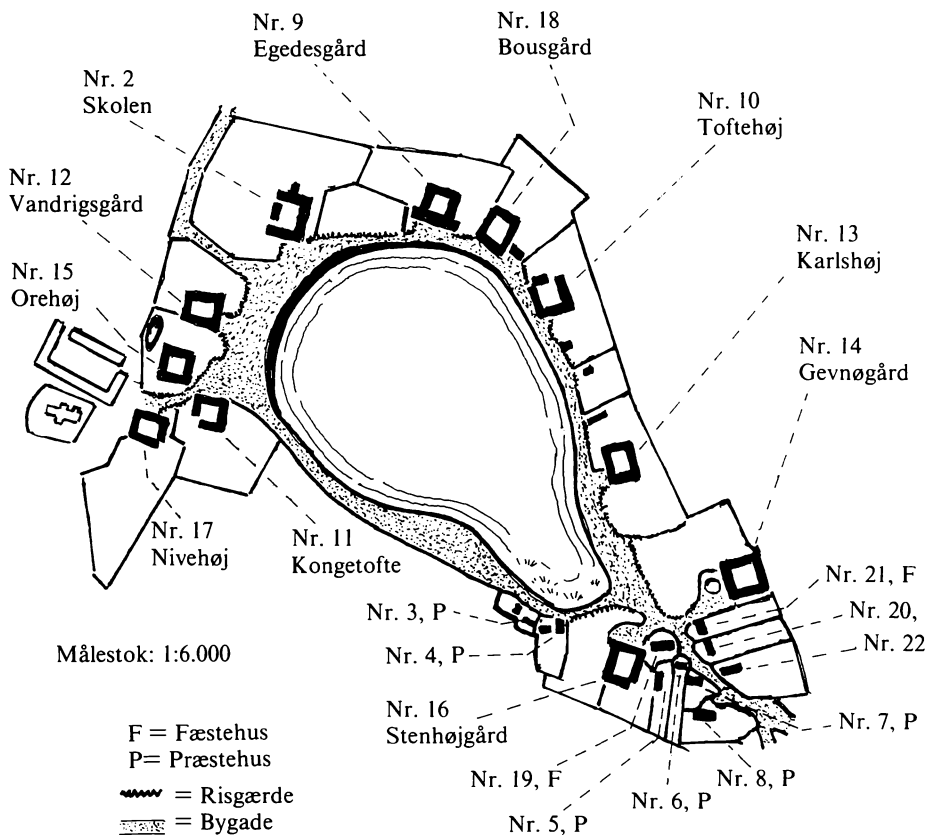 Nr. 9
Egedesgård
Nr. 18
Bousgård
Nr. 2
Skolen
Nr. 10
Toftehøj
Nr. 12
Vandrigsgård
Nr. 13
Karlshøj
Nr. 15
Orehøj
Nr. 14
Gevnøgård
Nr. 17
Nivehøj
Nr. 11
Kongetofte
Nr. 21, F
Nr. 3, P
Nr. 20,
Nr. 4, P
Nr. 22
Målestok: 1:6.000
Nr. 16
Stenhøjgård
Nr. 7, P
F = Fæstehus
P= Præstehus
Nr. 19, F
Nr. 8, P
Nr. 6, P
Nr. 5, P
= Risgærde
= Bygade